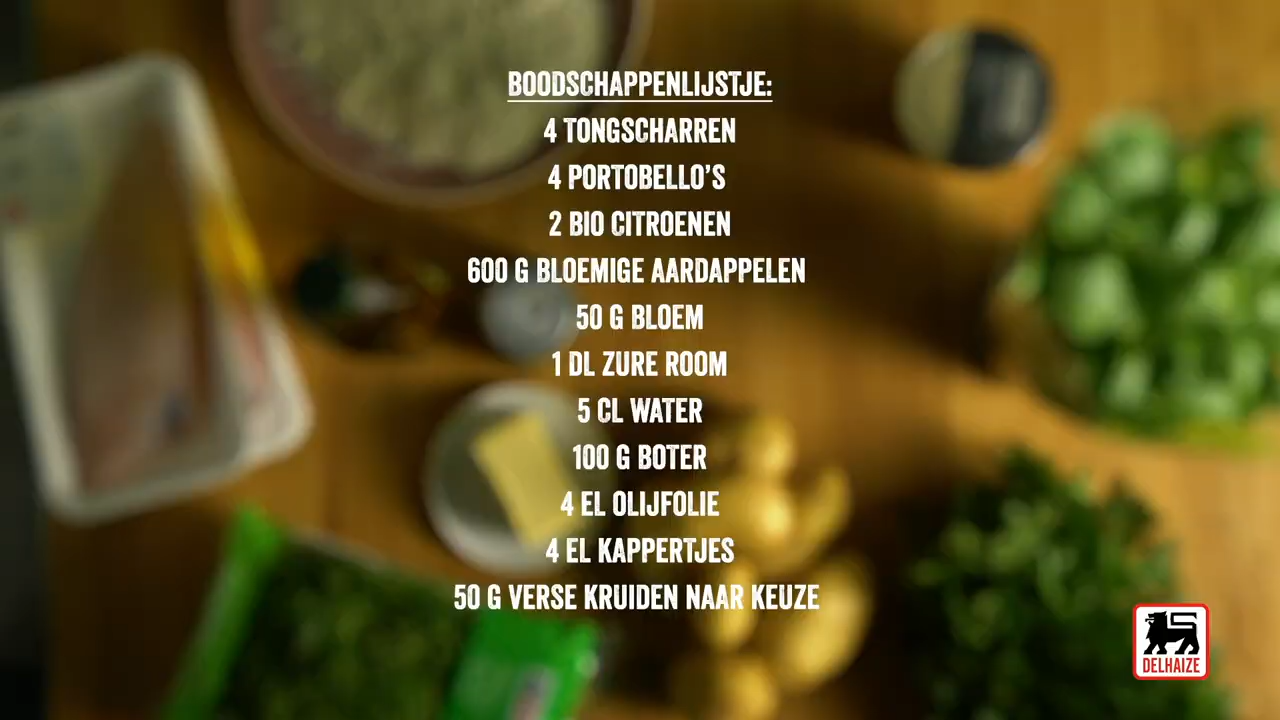 BOODSCHAPPENLIJSTJE:
4 TONGSCHARREN
4 PORTOBELLO'S
2 BIO CITROENEN
600 G BLOEMIGE AARDAPPELEN
50 G BLOEM
1 DL ZURE ROOM
5 CL WATER
100 G BOTER
4 EL OLIJFOLIE
4 EL KAPPERTJES
50 G VERSE KRUIDEN NAAR KEUZE
DELHAIZE